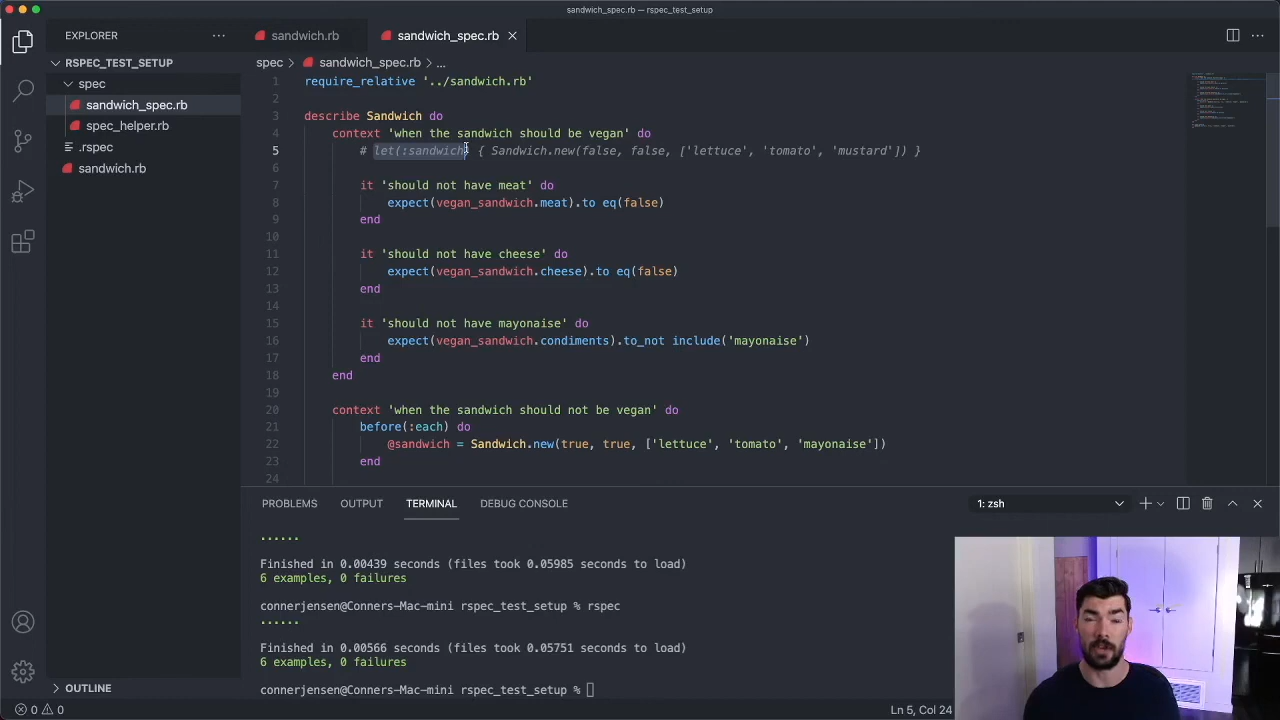 sandwich_spec.rb — rspec_test_setup
EXPLORER
sandwich.rb
sandwich_spec.rb
RSPEC_TEST_SETUP
spec
sandwich_spec.rb
spec_helper.rb
.rspec
sandwich.rb
spec > sandwich_spec.rb > ...
1 require_relative '../sandwich.rb'
2
3 describe Sandwich do
4 context 'when the sandwich should be vegan' do
5 # let(:sandwich) { Sandwich.new(false, false, ['lettuce', 'tomato', 'mustard']) }
6
7 it 'should not have meat' do
8 expect(vegan_sandwich.meat).to eq(false)
9 end
10
11 it 'should not have cheese' do
12 expect(vegan_sandwich.cheese).to eq(false)
13 end
14
15 it 'should not have mayonaise' do
16 expect(vegan_sandwich.condiments).to_not include('mayonaise')
17 end
18 end
19
20 context 'when the sandwich should not be vegan' do
21 before(:each) do
22 @sandwich = Sandwich.new(true, true, ['lettuce', 'tomato', 'mayonaise'])
23 end
24
PROBLEMS OUTPUT TERMINAL DEBUG CONSOLE
1: zsh
......
Finished in 0.00439 seconds (files took 0.05985 seconds to load)
6 examples, 0 failures
connerjensen@Conners-Mac-mini rspec_test_setup % rspec
......
Finished in 0.00566 seconds (files took 0.05751 seconds to load)
6 examples, 0 failures
connerjensen@Conners-Mac-mini rspec_test_setup %
OUTLINE
0 0
Ln 5, Col 24